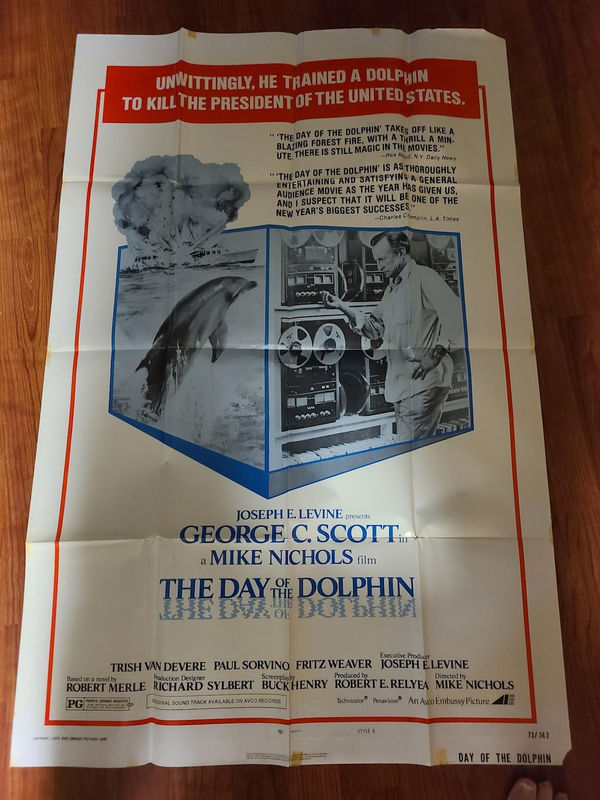 UNWITTINGLY, HE TRAINED A DOLPHIN
TO KILL THE PRESIDENT OF THE UNITED STATES.
"'THE DAY OF THE DOLPHIN' TAKES OFF LIKE A
BLAZING FOREST FIRE, WITH A THRILL A MIN-
UTE. THERE IS STILL MAGIC IN THE MOVIES."
—Rex Reed, N.Y. Daily News
"'THE DAY OF THE DOLPHIN' IS AS THOROUGHLY
ENTERTAINING AND SATISFYING A GENERAL
AUDIENCE MOVIE AS THE YEAR HAS GIVEN US,
AND I SUSPECT THAT IT WILL BE ONE OF THE
NEW YEAR'S BIGGEST SUCCESSES."
—Charles Champlin, L.A. Times
JOSEPH E. LEVINE presents
GEORGE C. SCOTT in
a MIKE NICHOLS film
THE DAY OF THE DOLPHIN
TRISH VAN DEVERE PAUL SORVINO FRITZ WEAVER Executive Producer JOSEPH E. LEVINE
Based on a novel by ROBERT MERLE Production Designer RICHARD SYLBERT Screenplay by BUCK HENRY Produced by ROBERT E. RELYEA Directed by MIKE NICHOLS
PG ORIGINAL SOUND TRACK AVAILABLE ON AVCO RECORDS Technicolor® Panavision® An Avco Embassy Picture
STYLE B
73/342
DAY OF THE DOLPHIN